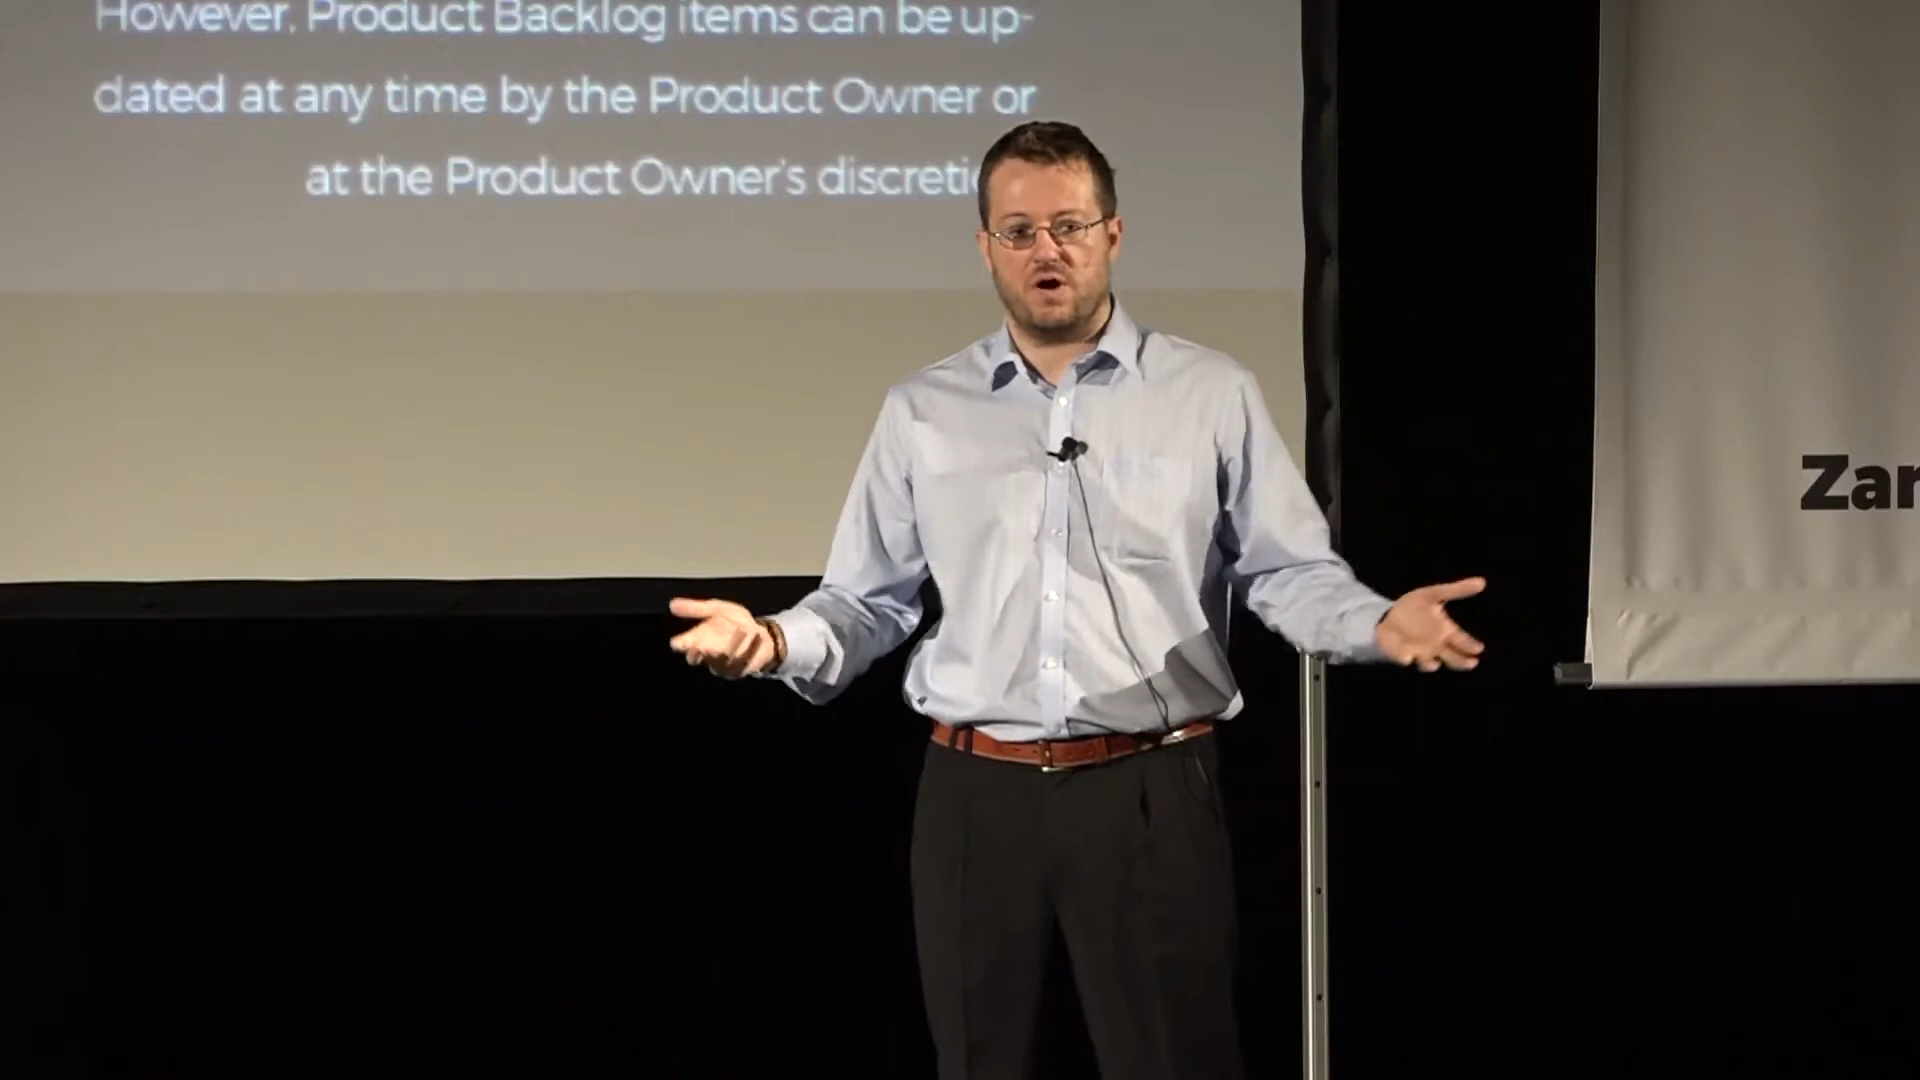 However, Product Backlog items can be up-
dated at any time by the Product Owner or
at the Product Owner's
Zar